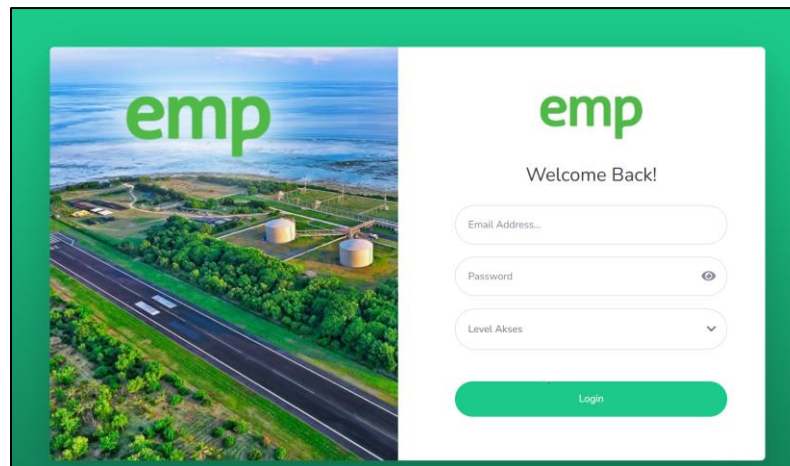 emp
emp
Welcome Back!
Email Address...
Password
Level Akses
Login